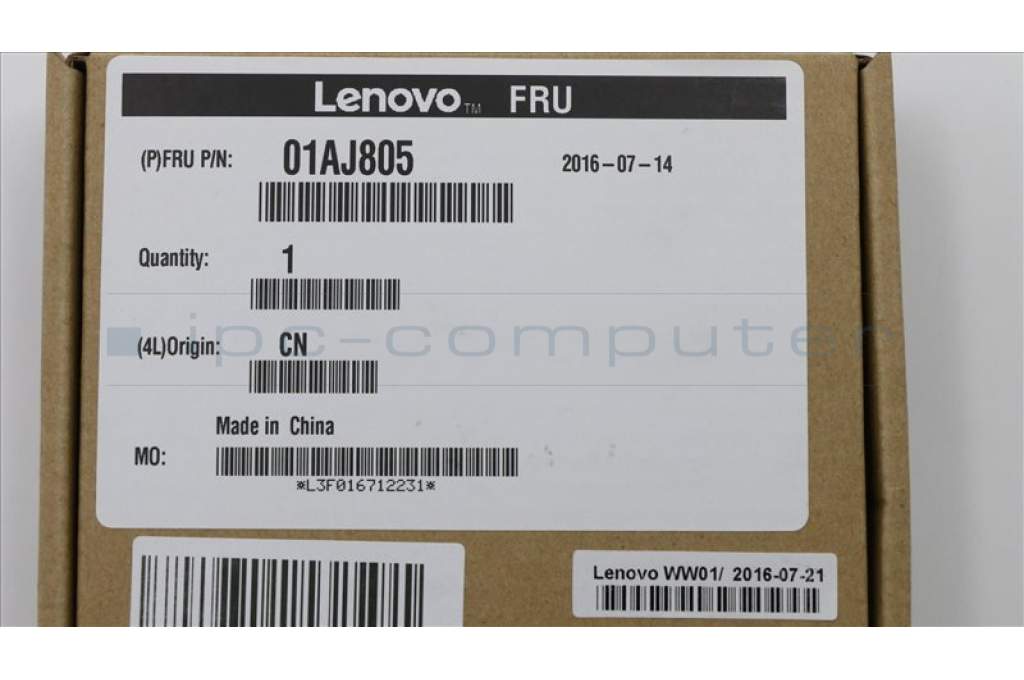 Lenovo™ FRU
(P)FRU P/N: 01AJ805 2016-07-14
Quantity: 1
ipc-computer
(4L)Origin: CN
Made in China
MO:
*L3F016712231*
Lenovo WW01/ 2016-07-21